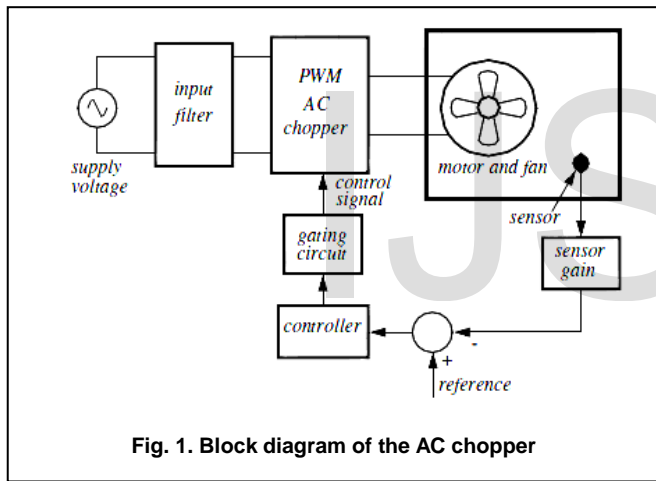 input
filter
PWM
AC
chopper
supply
voltage
motor and fan
control
signal
sensor
gating
circuit
sensor
gain
controller
-
+
reference
IJS
Fig. 1. Block diagram of the AC chopper